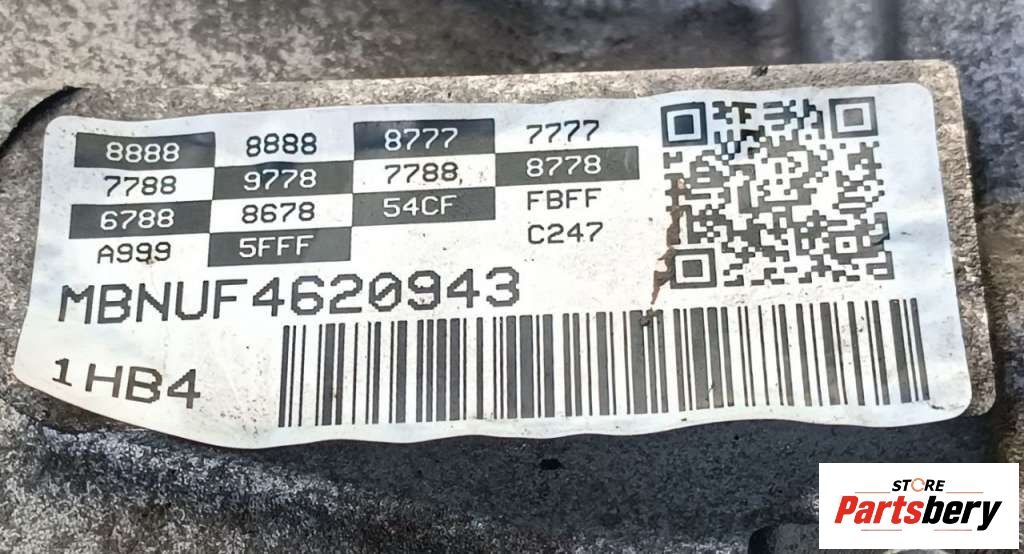 8888 8888 8777 7777
7788 9778 7788 8778
6788 8678 54CF FBFF
A999 5FFF C247
MBNUF4620943
1HB4
STORE
Partsbery